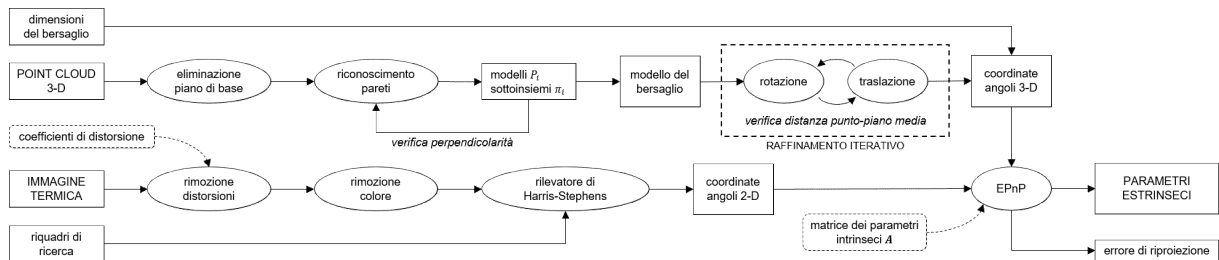 dimensioni
del bersaglio
POINT CLOUD
3-D
eliminazione
piano di base
riconoscimento
pareti
modelli P_i
sottoinsiemi π_i
modello del
bersaglio
rotazione
traslazione
coordinate
angoli 3-D
verifica perpendicolarità
verifica distanza punto-piano media
RAFFINAMENTO ITERATIVO
coefficienti di distorsione
IMMAGINE
TERMICA
rimozione
distorsioni
rimozione
colore
rilevatore di
Harris-Stephens
coordinate
angoli 2-D
EPnP
PARAMETRI
ESTRINSECI
matrice dei parametri
intrinseci A
riquadri di
ricerca
errore di riproiezione